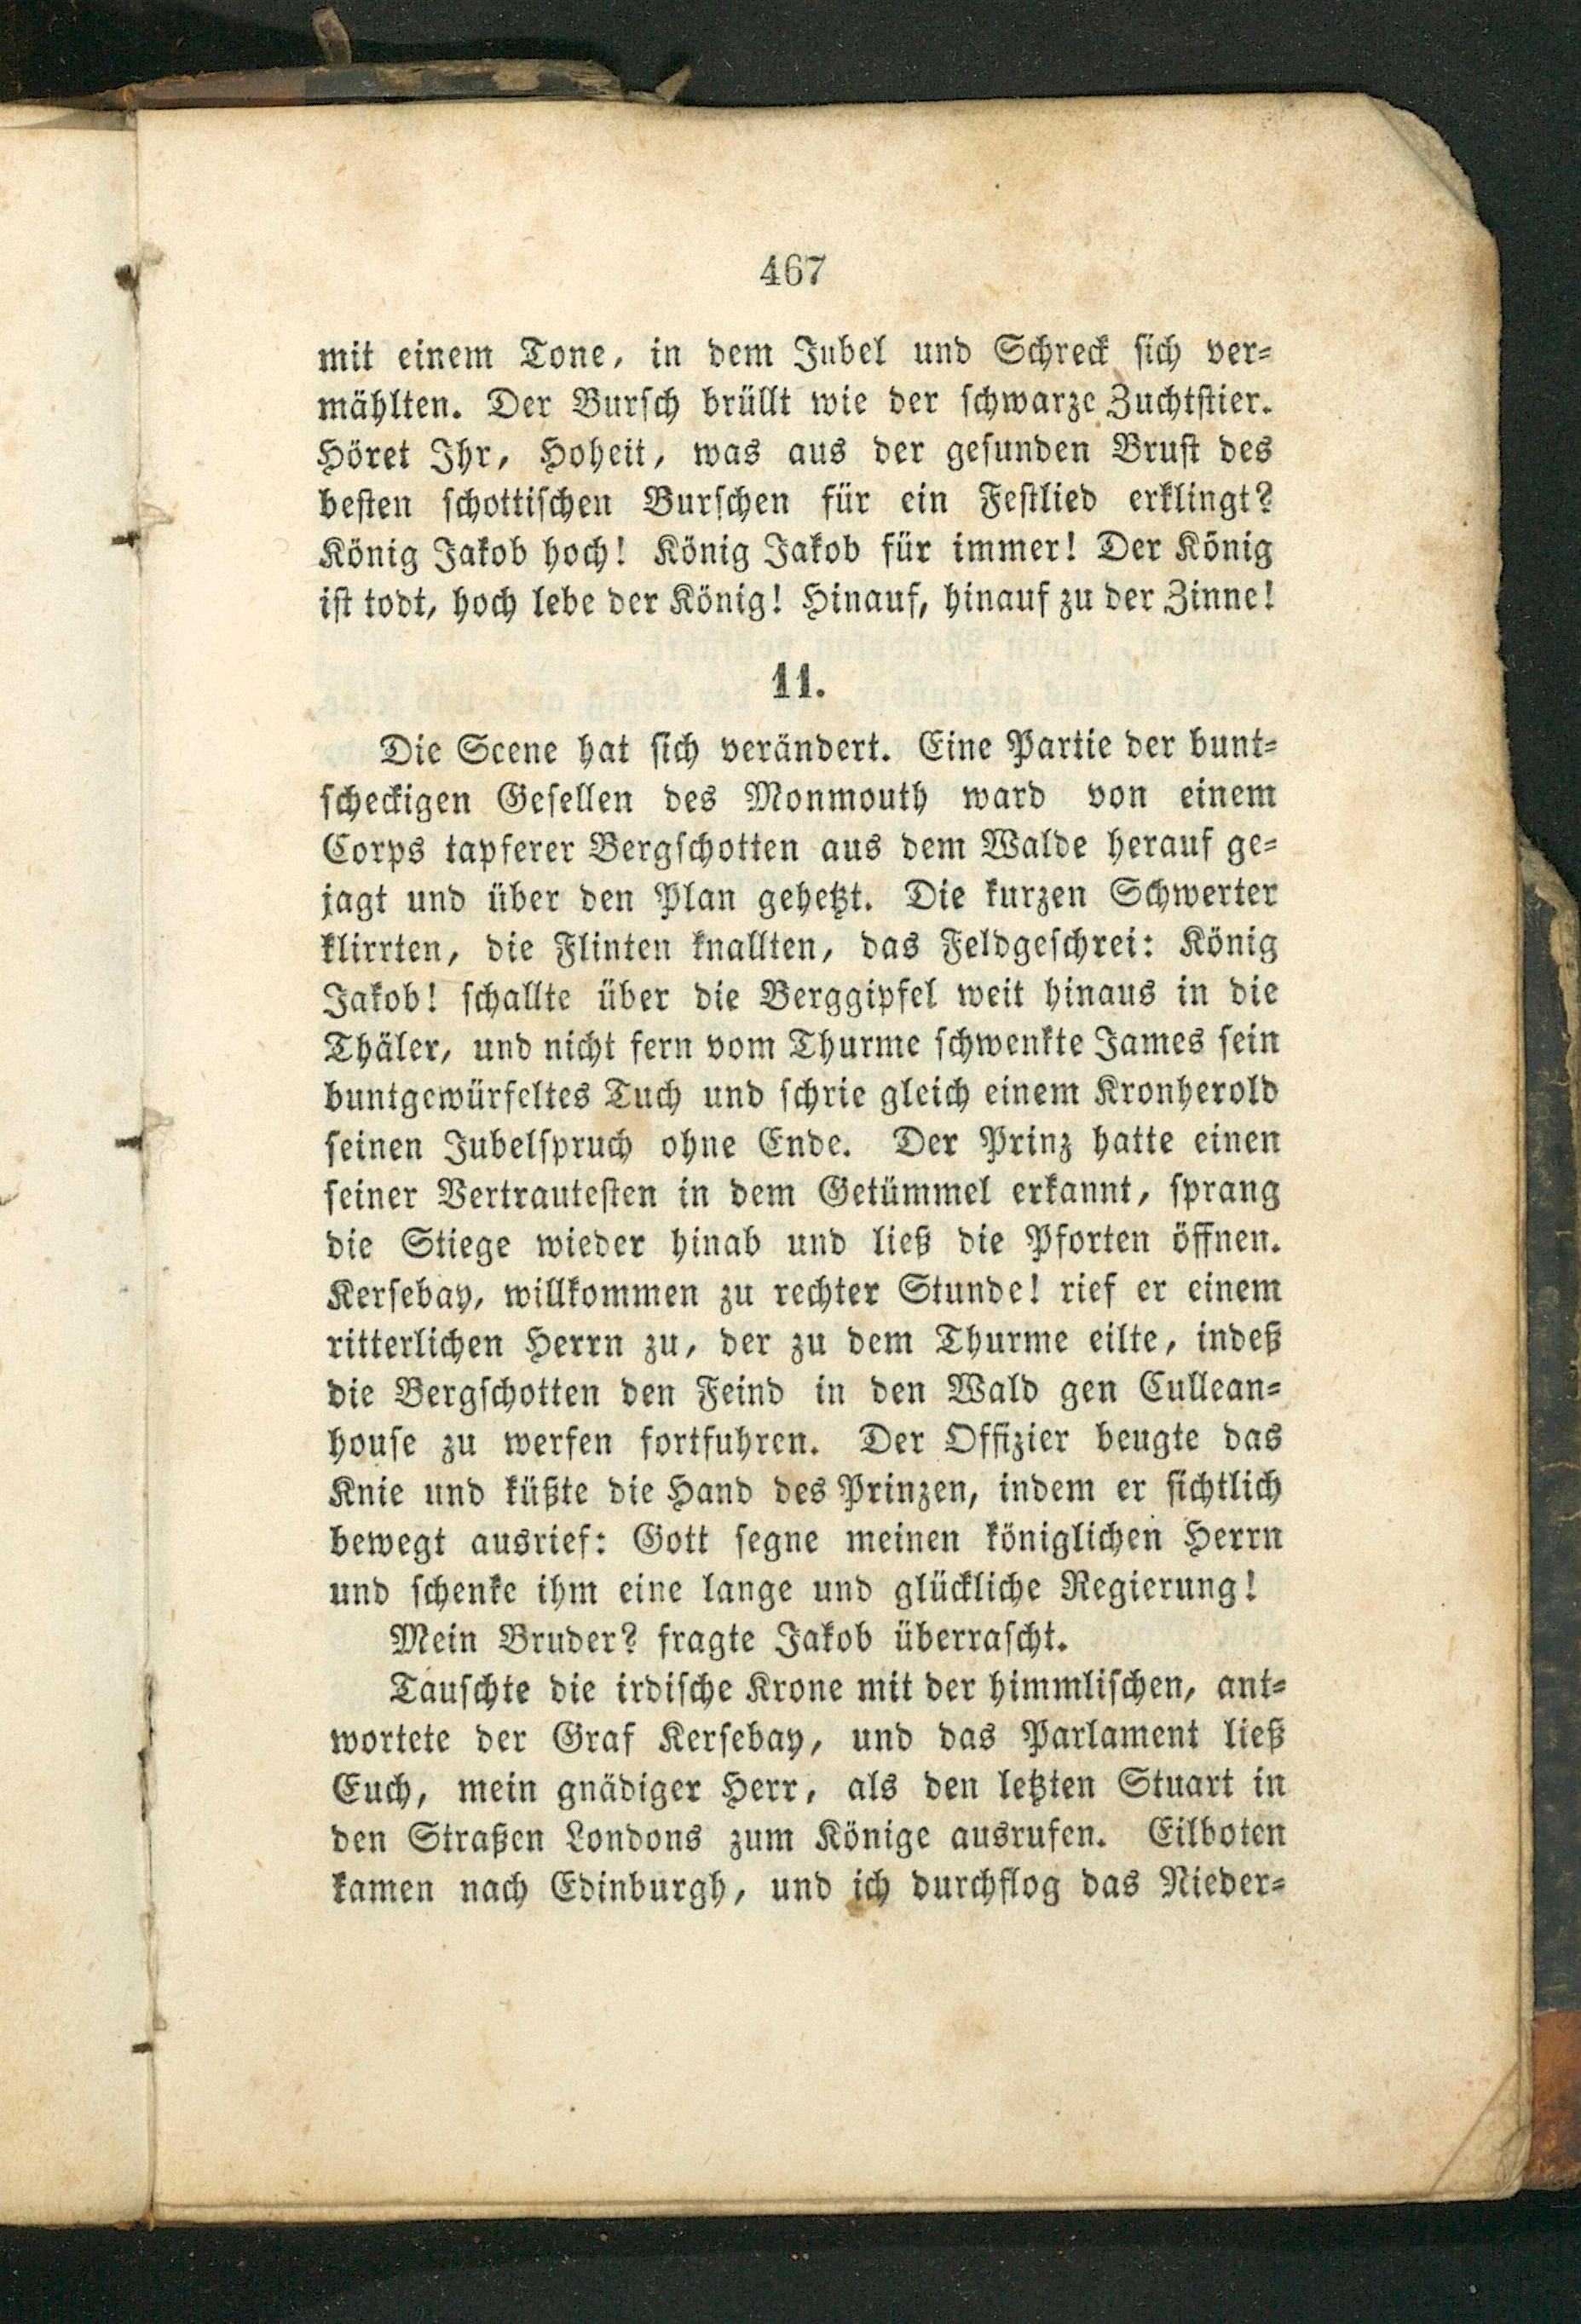 467
mit einem Tone, in dem Jubel und Schreck sich ver-
mählten. Der Bursch brüllt wie der schwarze Zuchtstier.
Höret Ihr, Hoheit, was aus der gesunden Brust des
besten schottischen Burschen für ein Festlied erklingt?
König Jakob hoch! König Jakob für immer! Der König
ist todt, hoch lebe der König! Hinauf, hinauf zu der Zinne!
11.
Die Scene hat sich verändert. Eine Partie der bunt-
scheckigen Gesellen des Monmouth ward von einem
Corps tapferer Bergschotten aus dem Walde herauf ge-
jagt und über den Plan gehetzt. Die kurzen Schwerter
klirrten, die Flinten knallten, das Feldgeschrei: König
Jakob! schallte über die Berggipfel weit hinaus in die
Thäler, und nicht fern vom Thurme schwenkte James sein
buntgewürfeltes Tuch und schrie gleich einem Kronherold
seinen Jubelspruch ohne Ende. Der Prinz hatte einen
seiner Vertrautesten in dem Getümmel erkannt, sprang
die Stiege wieder hinab und ließ die Pforten öffnen.
Kersebay, willkommen zu rechter Stunde! rief er einem
ritterlichen Herrn zu, der zu dem Thurme eilte, indeß
die Bergschotten den Feind in den Wald gen Cullean-
house zu werfen fortfuhren. Der Offizier beugte das
Knie und küßte die Hand des Prinzen, indem er sichtlich
bewegt ausrief: Gott segne meinen königlichen Herrn
und schenke ihm eine lange und glückliche Regierung!
Mein Bruder? fragte Jakob überrascht.
Tauschte die irdische Krone mit der himmlischen, ant-
wortete der Graf Kersebay, und das Parlament ließ
Euch, mein gnädiger Herr, als den letzten Stuart in
den Straßen Londons zum Könige ausrufen. Eilboten
kamen nach Edinburgh, und ich durchflog das Nieder-